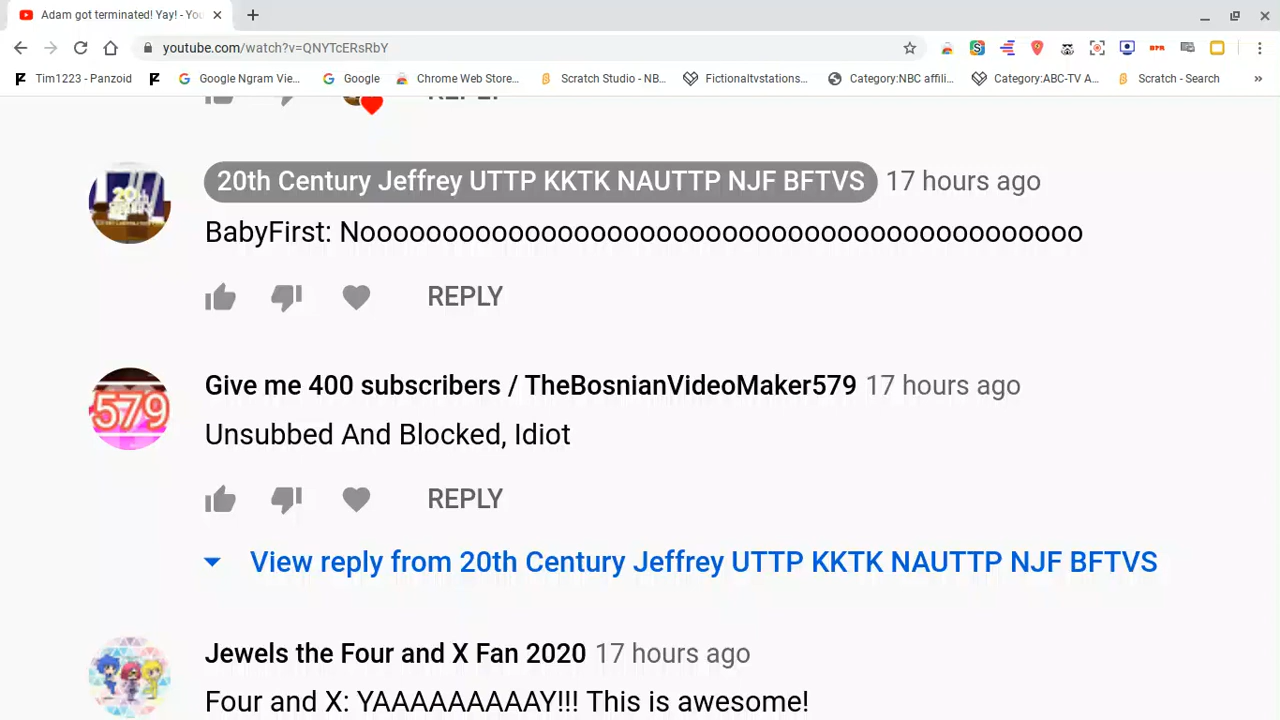 Adam got terminated! Yay! - You
youtube.com/watch?v=QNYTcERsRbY
Tim1223 - Panzoid
Google Ngram Vie...
Google
Chrome Web Store...
Scratch Studio - NB...
Fictionaltvstations...
Category:NBC affili...
Category:ABC-TV A...
Scratch - Search
»
REPLY
20th Century Jeffrey UTTP KKTK NAUTTP NJF BFTVS 17 hours ago
BabyFirst: Noooooooooooooooooooooooooooooooooooooooooooo
REPLY
579
Give me 400 subscribers / TheBosnianVideoMaker579 17 hours ago
Unsubbed And Blocked, Idiot
REPLY
View reply from 20th Century Jeffrey UTTP KKTK NAUTTP NJF BFTVS
Jewels the Four and X Fan 2020 17 hours ago
Four and X: YAAAAAAAAAY!!! This is awesome!